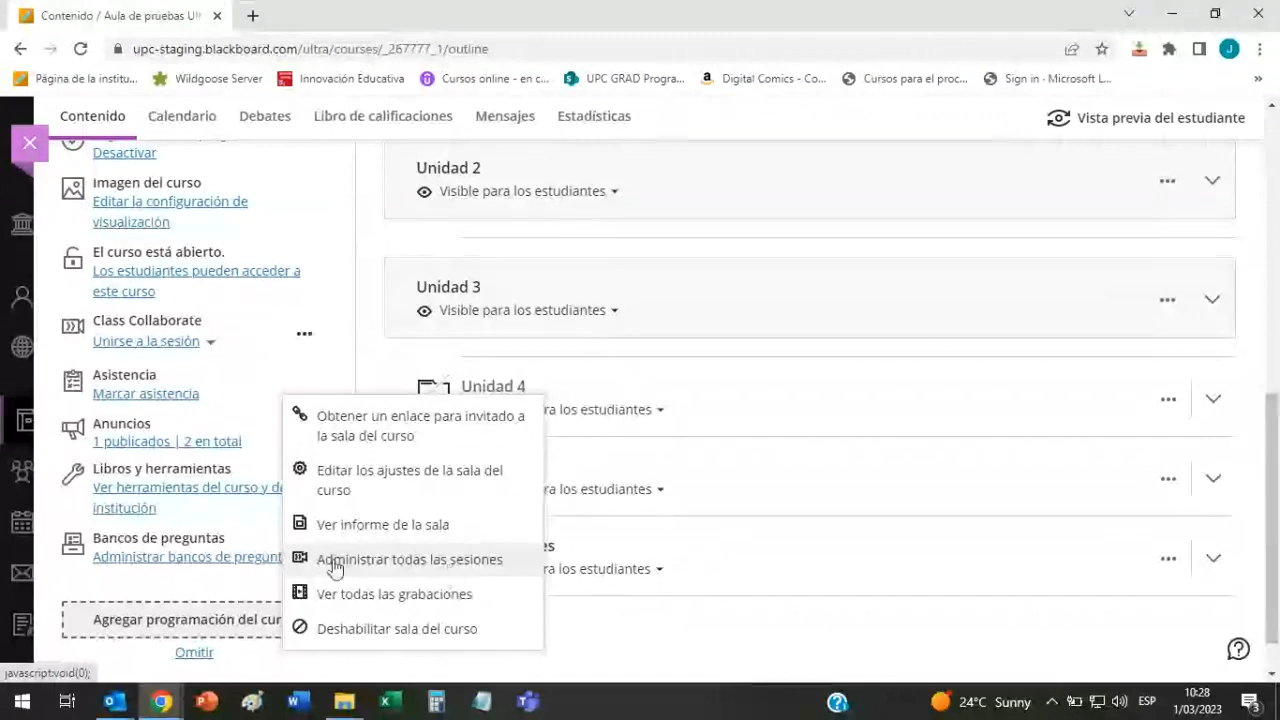 Contenido / Aula de pruebas Ult
upc-staging.blackboard.com/ultra/courses/_267777_1/outline
J
Página de la institu...
Wildgoose Server
Innovación Educativa
Cursos online - en c...
UPC GRAD Progra...
Digital Comics - Co...
Cursos para el proc...
Sign in · Microsoft L...
»
Contenido
Calendario
Debates
Libro de calificaciones
Mensajes
Estadísticas
Vista previa del estudiante
Desactivar
Imagen del curso
Editar la configuración de
visualización
El curso está abierto.
Los estudiantes pueden acceder a
este curso
Class Collaborate
Unirse a la sesión
Asistencia
Marcar asistencia
Anuncios
1 publicados | 2 en total
Libros y herramientas
Ver herramientas del curso y de
institución
Bancos de preguntas
Administrar bancos de pregunt
Agregar programación del cur
Omitir
Unidad 2
Visible para los estudiantes
Unidad 3
Visible para los estudiantes
Unidad 4
ra los estudiantes
ra los estudiantes
es
ra los estudiantes
Obtener un enlace para invitado a
la sala del curso
Editar los ajustes de la sala del
curso
Ver informe de la sala
Administrar todas las sesiones
Ver todas las grabaciones
Deshabilitar sala del curso
javascript:void(0);
24°C Sunny
ESP
10:28
1/03/2023
3